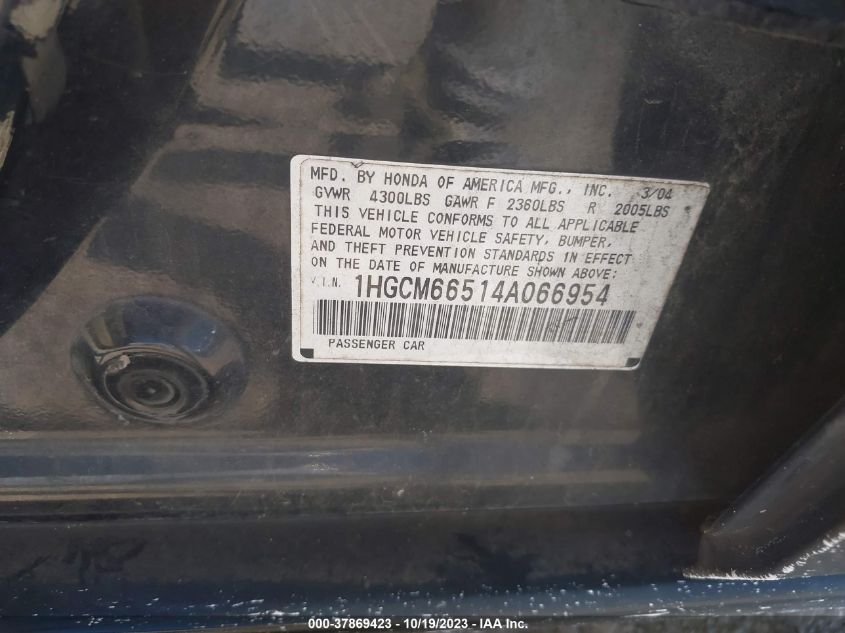 MFD. BY HONDA OF AMERICA MFG., INC. 3/04
GVWR 4300LBS GAWR F 2360LBS R 2005LBS
THIS VEHICLE CONFORMS TO ALL APPLICABLE
FEDERAL MOTOR VEHICLE SAFETY, BUMPER,
AND THEFT PREVENTION STANDARDS IN EFFECT
ON THE DATE OF MANUFACTURE SHOWN ABOVE:
V.I.N. 1HGCM66514A066954
PASSENGER CAR
000-37869423 - 10/19/2023 - IAA Inc.